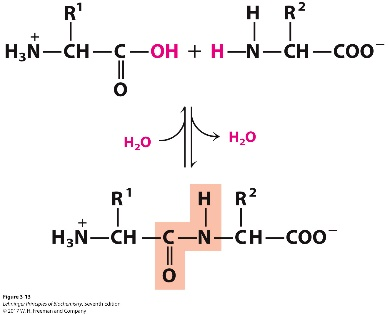 R¹ H R²
H₃N⁺—CH—C—OH + H—N—CH—COO⁻
O
H₂O H₂O
R¹ H R²
H₃N⁺—CH—C—N—CH—COO⁻
O
Figure 3-13
Lehninger Principles of Biochemistry, Seventh Edition
© 2017 W. H. Freeman and Company